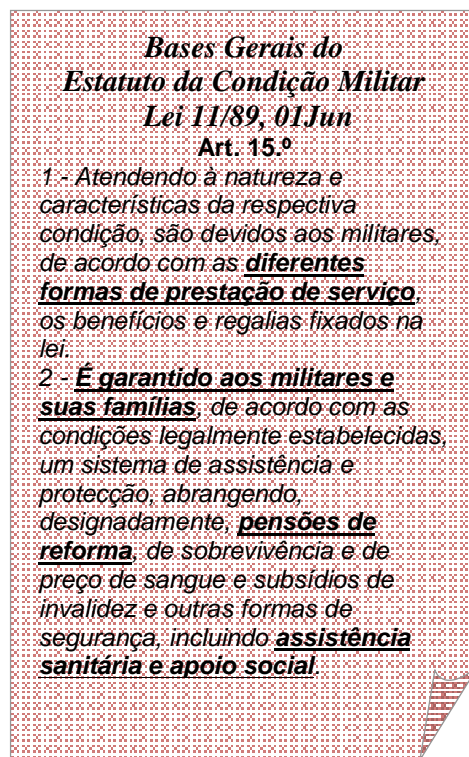 Bases Gerais do
Estatuto da Condição Militar
Lei 11/89, 01Jun
Art. 15.º
1 - Atendendo à natureza e
características da respectiva
condição, são devidos aos militares,
de acordo com as diferentes
formas de prestação de serviço,
os benefícios e regalias fixados na
lei.
2 - É garantido aos militares e
suas famílias, de acordo com as
condições legalmente estabelecidas,
um sistema de assistência e
protecção, abrangendo,
designadamente, pensões de
reforma, de sobrevivência e de
preço de sangue e subsídios de
invalidez e outras formas de
segurança, incluindo assistência
sanitária e apoio social.